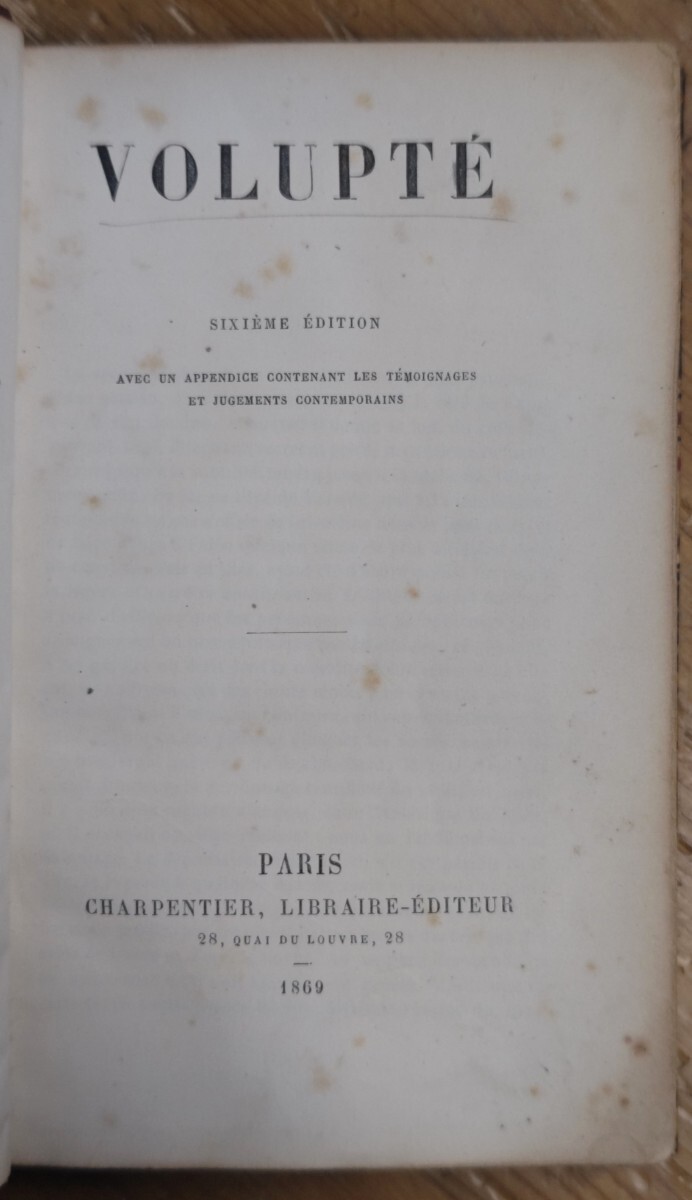 VOLUPTÉ
SIXIÈME ÉDITION
AVEC UN APPENDICE CONTENANT LES TÉMOIGNAGES
ET JUGEMENTS CONTEMPORAINS
PARIS
CHARPENTIER, LIBRAIRE-ÉDITEUR
28, QUAI DU LOUVRE, 28
1869